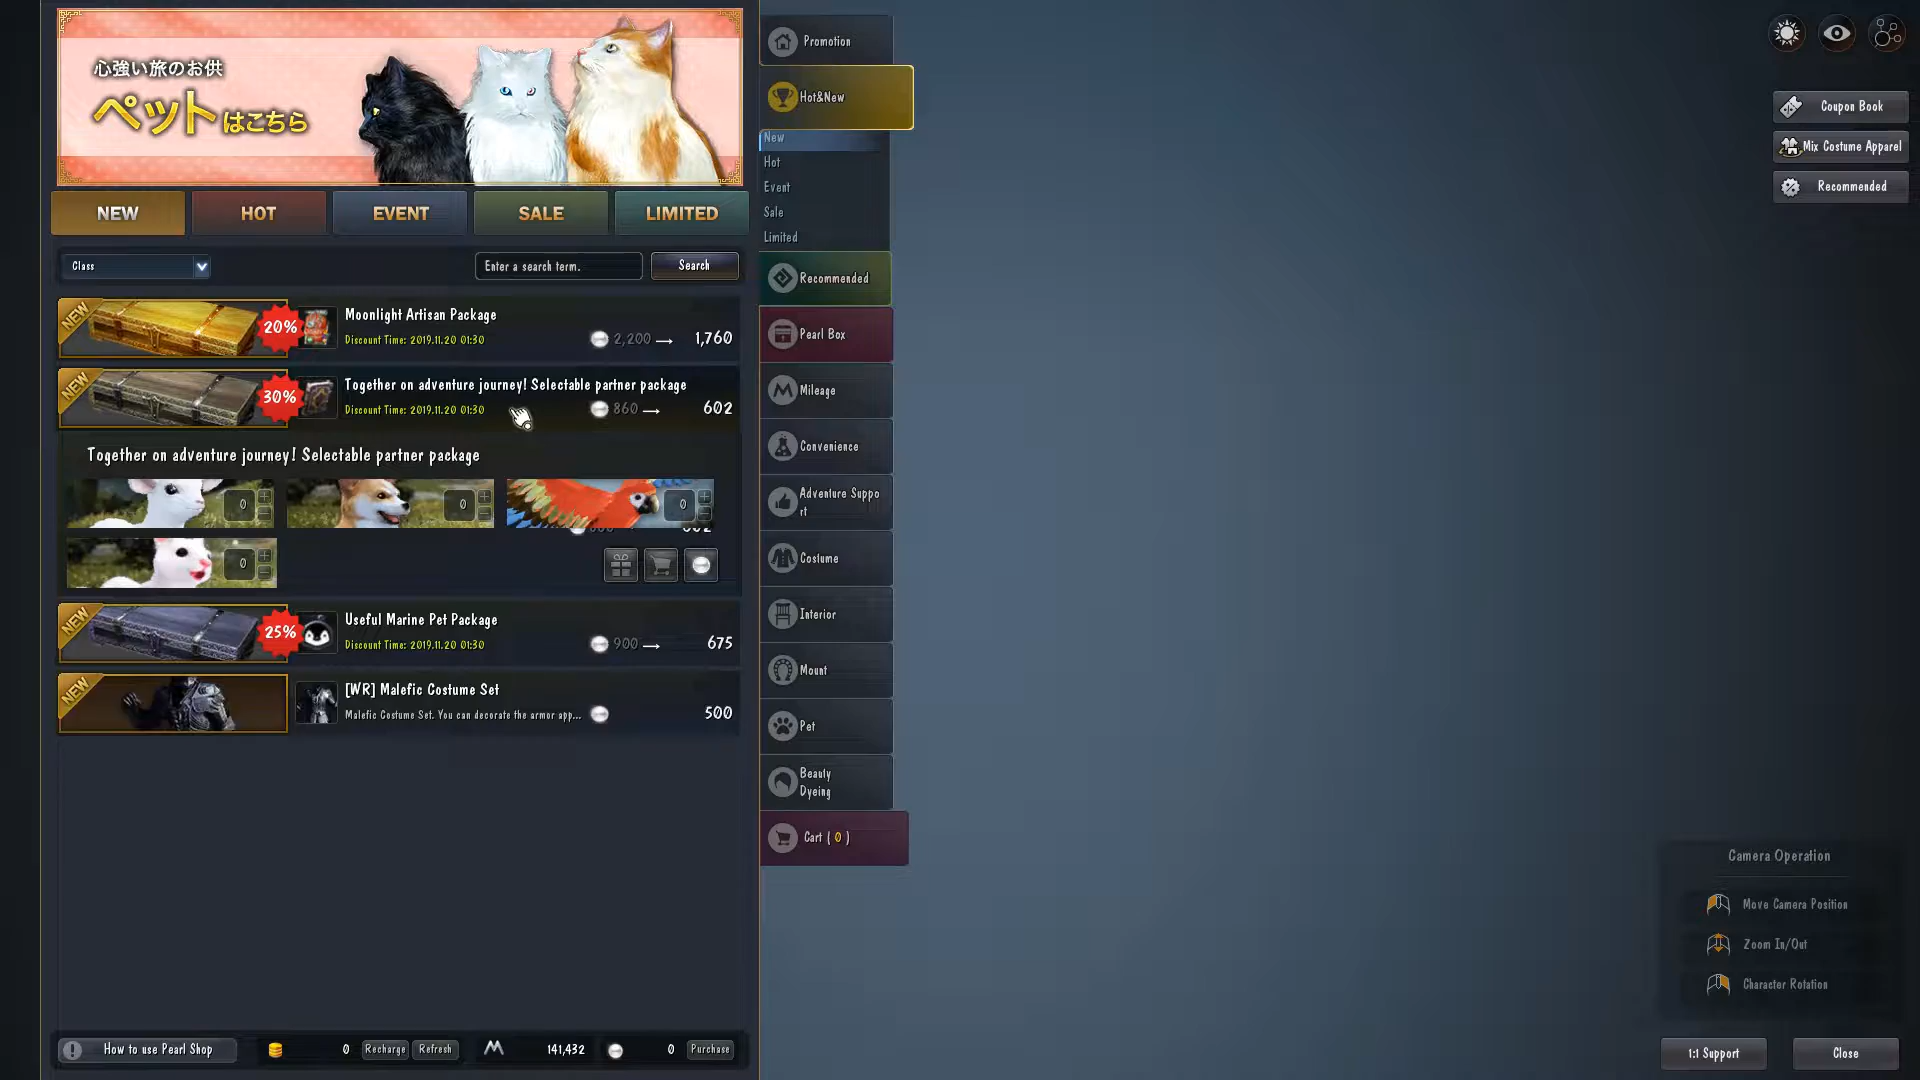 心強い旅のお供
ペットはこちら
NEW
HOT
EVENT
SALE
LIMITED
Class
Enter a search term.
Search
NEW
20%
Moonlight Artisan Package
Discount Time: 2019.11.20 01:30
2,200 → 1,760
NEW
30%
Together on adventure journey! Selectable partner package
Discount Time: 2019.11.20 01:30
860 → 602
Together on adventure journey! Selectable partner package
0
0
0
0
NEW
25%
Useful Marine Pet Package
Discount Time: 2019.11.20 01:30
900 → 675
NEW
[WR] Malefic Costume Set
Malefic Costume Set. You can decorate the armor app...
500
How to use Pearl Shop
0
Recharge
Refresh
141,432
0
Purchase
Promotion
Hot&New
New
Hot
Event
Sale
Limited
Recommended
Pearl Box
Mileage
Convenience
Adventure Suppo
rt
Costume
Interior
Mount
Pet
Beauty
Dyeing
Cart ( 0 )
Coupon Book
Mix Costume Apparel
Recommended
Camera Operation
Move Camera Position
Zoom In/Out
Character Rotation
1:1 Support
Close